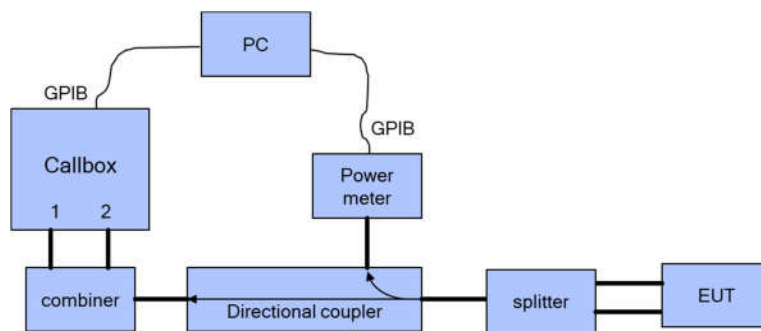 PC
GPIB
GPIB
Callbox
1 2
Power
meter
combiner
Directional coupler
splitter
EUT